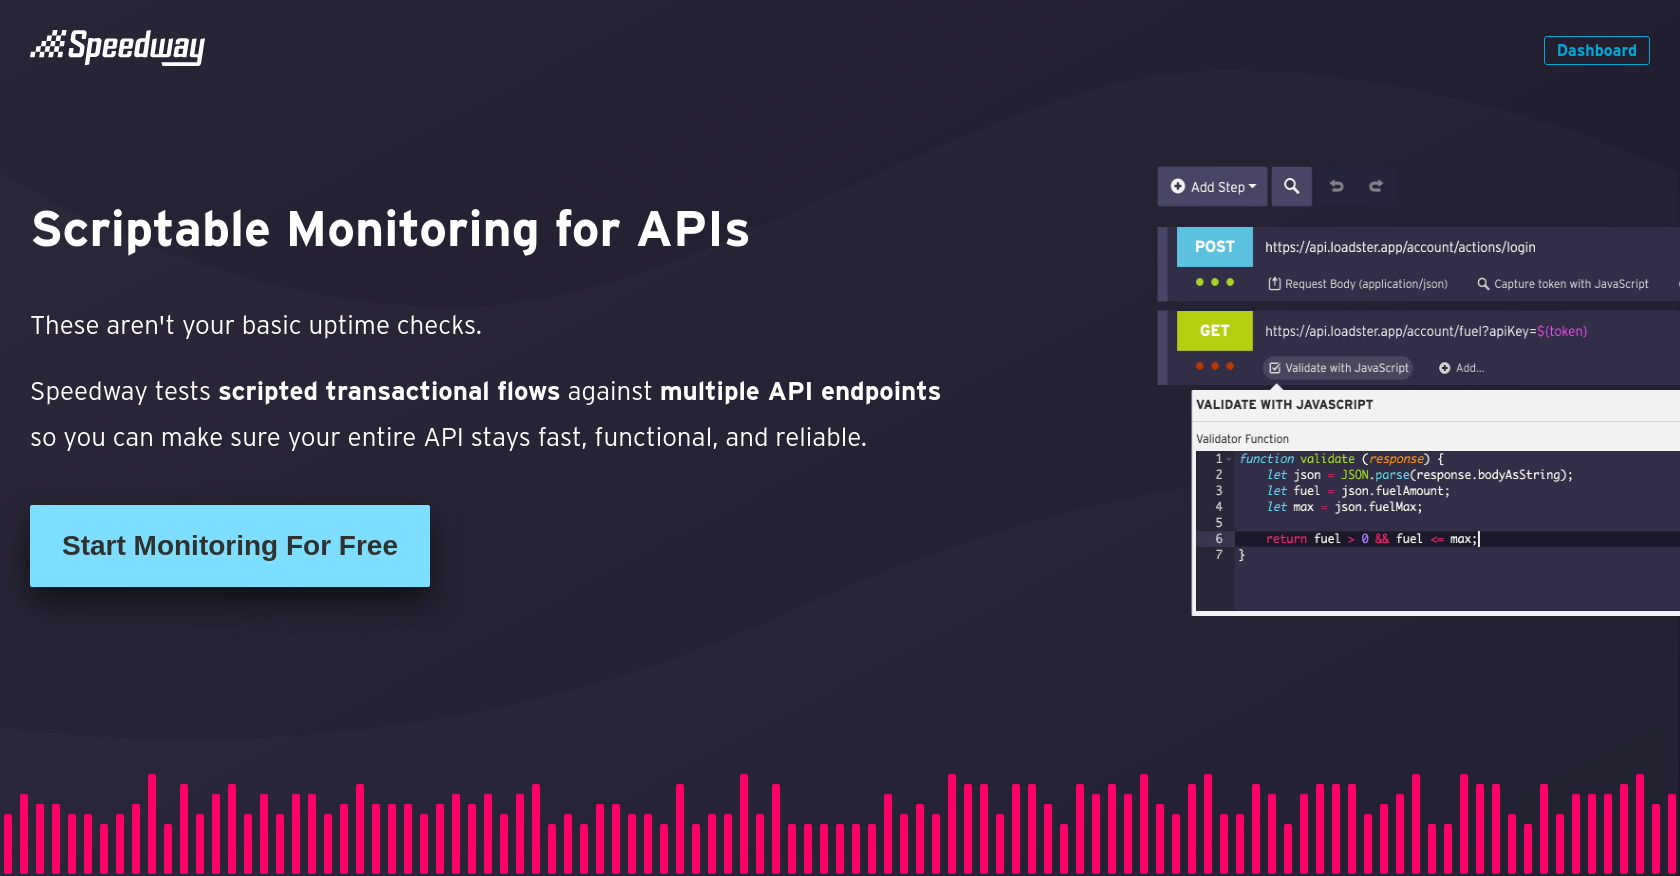 Speedway
Dashboard
Scriptable Monitoring for APIs
These aren't your basic uptime checks.
Speedway tests scripted transactional flows against multiple API endpoints
so you can make sure your entire API stays fast, functional, and reliable.
Start Monitoring For Free
Add Step
POST
https://api.loadster.app/account/actions/login
Request Body (application/json)
Capture token with JavaScript
GET
https://api.loadster.app/account/fuel?apiKey=${token}
Validate with JavaScript
Add...
VALIDATE WITH JAVASCRIPT
Validator Function
1 function validate (response) {
2 let json = JSON.parse(response.bodyAsString);
3 let fuel = json.fuelAmount;
4 let max = json.fuelMax;
5
6 return fuel > 0 && fuel <= max;
7 }